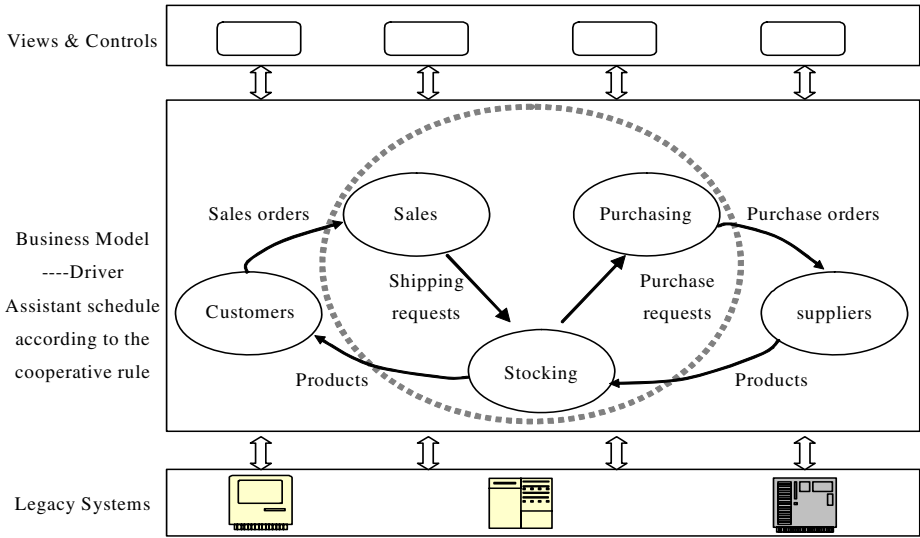 Views & Controls
Sales orders
Sales
Purchasing
Purchase orders
Business Model
----Driver
Assistant schedule
according to the
cooperative rule
Customers
Shipping
requests
Purchase
requests
suppliers
Products
Stocking
Products
Legacy Systems